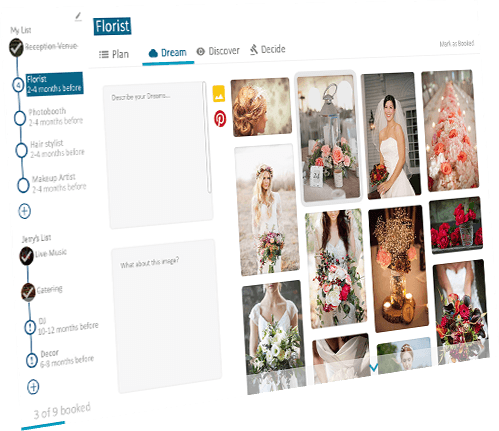 My List
Reception Venue
4
Florist
2-4 months before
Photobooth
2-4 months before
Hair stylist
2-4 months before
Makeup Artist
2-4 months before
Jerry's List
Live Music
Catering
DJ
10-12 months before
Decor
6-9 months before
3 of 9 booked
Florist
Plan
Dream
Discover
Decide
Mark as Booked
Describe your Dreams...
What about this image?